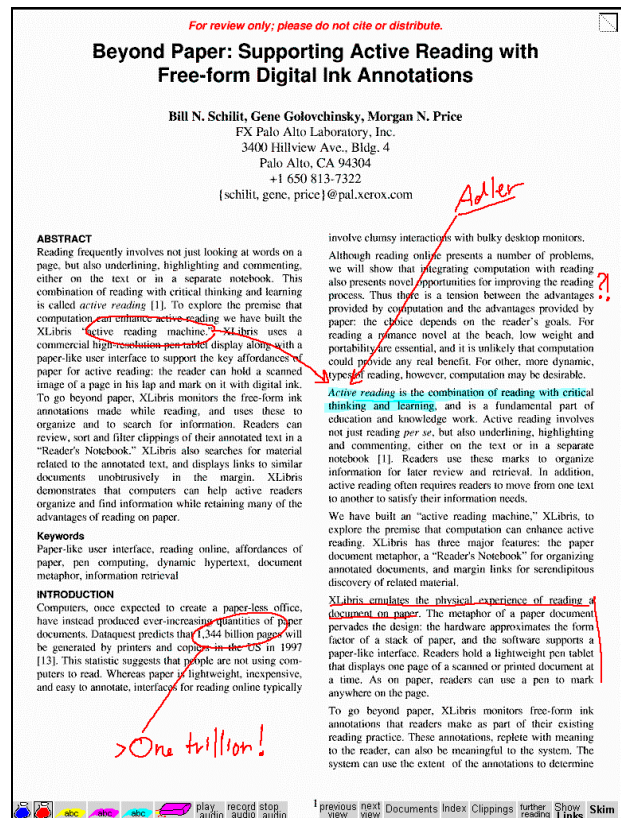 For review only; please do not cite or distribute.
Beyond Paper: Supporting Active Reading with
Free-form Digital Ink Annotations
Bill N. Schilit, Gene Golovchinsky, Morgan N. Price
FX Palo Alto Laboratory, Inc.
3400 Hillview Ave., Bldg. 4
Palo Alto, CA 94304
+1 650 813-7322
{schilit, gene, price}@pal.xerox.com
Adler
ABSTRACT
Reading frequently involves not just looking at words on a
page, but also underlining, highlighting and commenting,
either on the text or in a separate notebook. This
combination of reading with critical thinking and learning
is called active reading [1]. To explore the premise that
computation can enhance active reading we have built the
XLibris "active reading machine." XLibris uses a
commercial high-resolution pen tablet display along with a
paper-like user interface to support the key affordances of
paper for active reading: the reader can hold a scanned
image of a page in his lap and mark on it with digital ink.
To go beyond paper, XLibris monitors the free-form ink
annotations made while reading, and uses these to
organize and to search for information. Readers can
review, sort and filter clippings of their annotated text in a
"Reader's Notebook." XLibris also searches for material
related to the annotated text, and displays links to similar
documents unobtrusively in the margin. XLibris
demonstrates that computers can help active readers
organize and find information while retaining many of the
advantages of reading on paper.
Keywords
Paper-like user interface, reading online, affordances of
paper, pen computing, dynamic hypertext, document
metaphor, information retrieval
INTRODUCTION
Computers, once expected to create a paper-less office,
have instead produced ever-increasing quantities of paper
documents. Dataquest predicts that 1,344 billion pages will
be generated by printers and copiers in the US in 1997
[13]. This statistic suggests that people are not using com-
puters to read. Whereas paper is lightweight, inexpensive,
and easy to annotate, interfaces for reading online typically
>One trillion!
involve clumsy interactions with bulky desktop monitors.
Although reading online presents a number of problems,
we will show that integrating computation with reading
also presents novel opportunities for improving the reading
process. Thus there is a tension between the advantages
provided by computation and the advantages provided by
paper: the choice depends on the reader's goals. For
reading a romance novel at the beach, low weight and
portability are essential, and it is unlikely that computation
could provide any real benefit. For other, more dynamic,
types of reading, however, computation may be desirable.
?!
Active reading is the combination of reading with critical
thinking and learning, and is a fundamental part of
education and knowledge work. Active reading involves
not just reading per se, but also underlining, highlighting
and commenting, either on the text or in a separate
notebook [1]. Readers use these marks to organize
information for later review and retrieval. In addition,
active reading often requires readers to move from one text
to another to satisfy their information needs.
We have built an "active reading machine," XLibris, to
explore the premise that computation can enhance active
reading. XLibris has three major features: the paper
document metaphor, a "Reader's Notebook" for organizing
annotated documents, and margin links for serendipitous
discovery of related material.
XLibris emulates the physical experience of reading a
document on paper. The metaphor of a paper document
pervades the design: the hardware approximates the form
factor of a stack of paper, and the software supports a
paper-like interface. Readers hold a lightweight pen tablet
that displays one page of a scanned or printed document at
a time. As on paper, readers can use a pen to mark
anywhere on the page.
To go beyond paper, XLibris monitors free-form ink
annotations that readers make as part of their existing
reading practice. These annotations, replete with meaning
to the reader, can also be meaningful to the system. The
system can use the extent of the annotations to determine
abc abc abc play audio record audio stop audio 1 previous view next view Documents Index Clippings further reading Show Links Skim